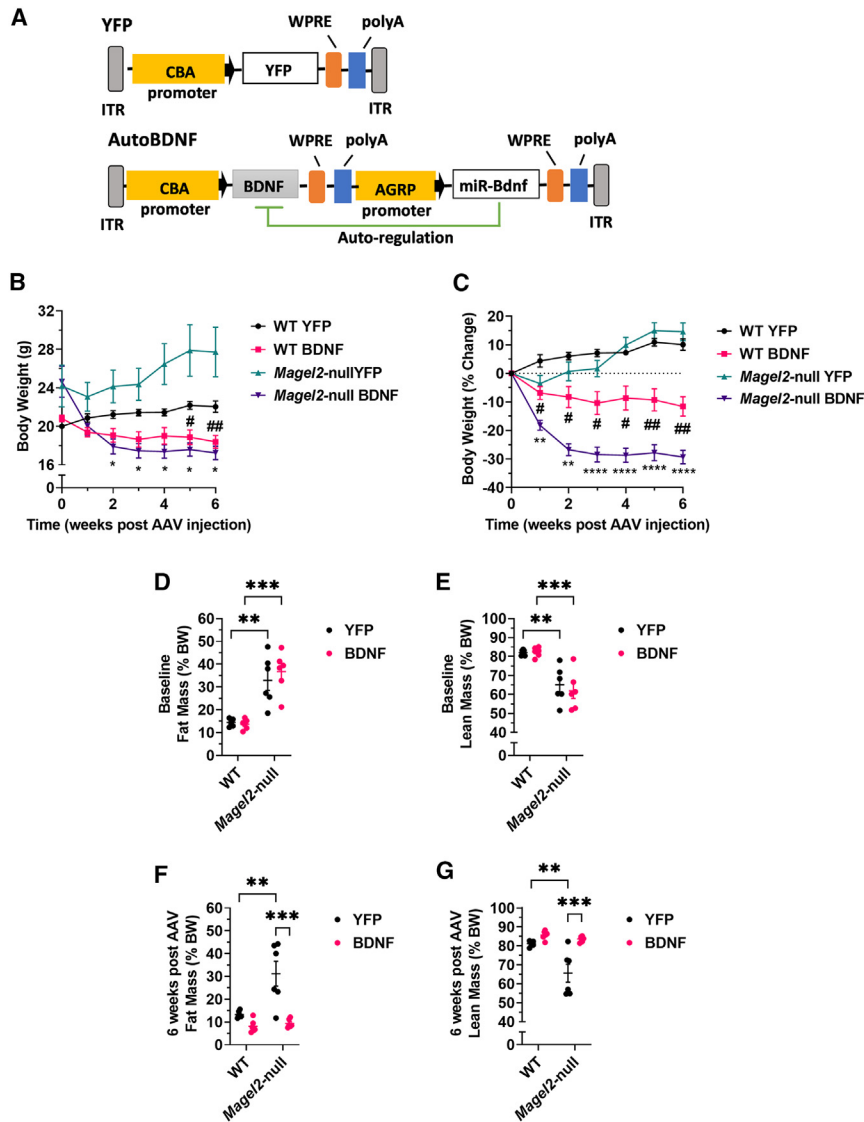 A
YFP
WPRE
polyA
CBA
YFP
promoter
ITR
ITR
AutoBDNF
WPRE
polyA
WPRE
polyA
CBA
BDNF
AGRP
miR-Bdnf
promoter
promoter
ITR
ITR
Auto-regulation
B
32
28
24
20
16
0
Body Weight (g)
0 2 4 6
Time (weeks post AAV injection)
# ##
* * * * *
WT YFP
WT BDNF
Magel2-nullYFP
Magel2-null BDNF
C
20
10
0
-10
-20
-30
-40
Body Weight (% Change)
0 1 2 3 4 5 6
Time (weeks post AAV injection)
# # # # ## ##
** ** **** **** **** ****
WT YFP
WT BDNF
Magel2-null YFP
Magel2-null BDNF
D
***
**
60
50
40
30
20
10
0
Baseline
Fat Mass (% BW)
WT
Magel2-null
YFP
BDNF
E
***
**
100
90
80
70
60
50
40
0
Baseline
Lean Mass (% BW)
WT
Magel2-null
YFP
BDNF
F
**
***
60
50
40
30
20
10
0
6 weeks post AAV
Fat Mass (% BW)
WT
Magel2-null
YFP
BDNF
G
**
***
100
90
80
70
60
50
40
0
6 weeks post AAV
Lean Mass (% BW)
WT
Magel2-null
YFP
BDNF